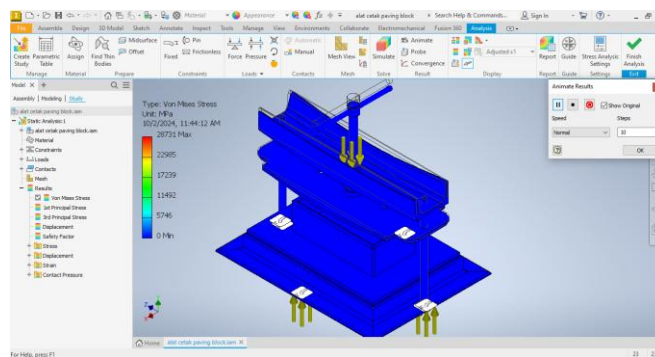 Material
Appearance
alat cetak paving block
Search Help & Commands...
Sign In
File Assemble Design 3D Model Sketch Annotate Inspect Tools Manage View Environments Collaborate Electromechanical Fusion 360 Analysis
Create Study
Parametric Table
Assign
Find Thin Bodies
Midsurface
Offset
Fixed
Pin
Frictionless
Force
Pressure
Automatic
Manual
Mesh View
Simulate
Animate
Probe
Convergence
Adjusted x1
Report
Guide
Stress Analysis Settings
Finish Analysis
Manage Material Prepare Constraints Loads Contacts Mesh Solve Result Display Report Guide Settings Exit
Model
Assembly | Modeling | Study
alat cetak paving block.iam
Static Analysis:1
alat cetak paving block.iam
Material
Constraints
Loads
Contacts
Mesh
Results
Von Mises Stress
1st Principal Stress
3rd Principal Stress
Displacement
Safety Factor
Stress
Displacement
Strain
Contact Pressure
Type: Von Mises Stress
Unit: MPa
10/2/2024, 11:44:12 AM
28731 Max
22985
17239
11492
5746
0 Min
Animate Results
Show Original
Speed
Steps
Normal
10
OK
Home
alat cetak paving block.iam
For Help, press F1
23